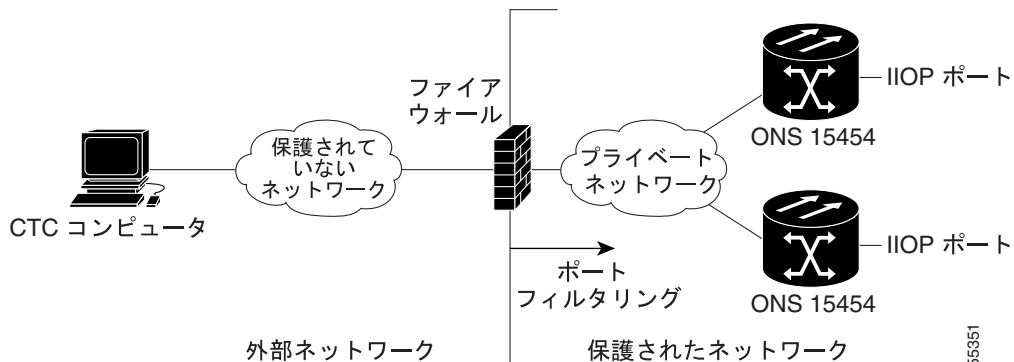 ファイア
ウォール
IIOP ポート
ONS 15454
保護されて
いない
ネットワーク
プライベート
ネットワーク
CTC コンピュータ
IIOP ポート
ONS 15454
ポート
フィルタリング
外部ネットワーク
保護されたネットワーク